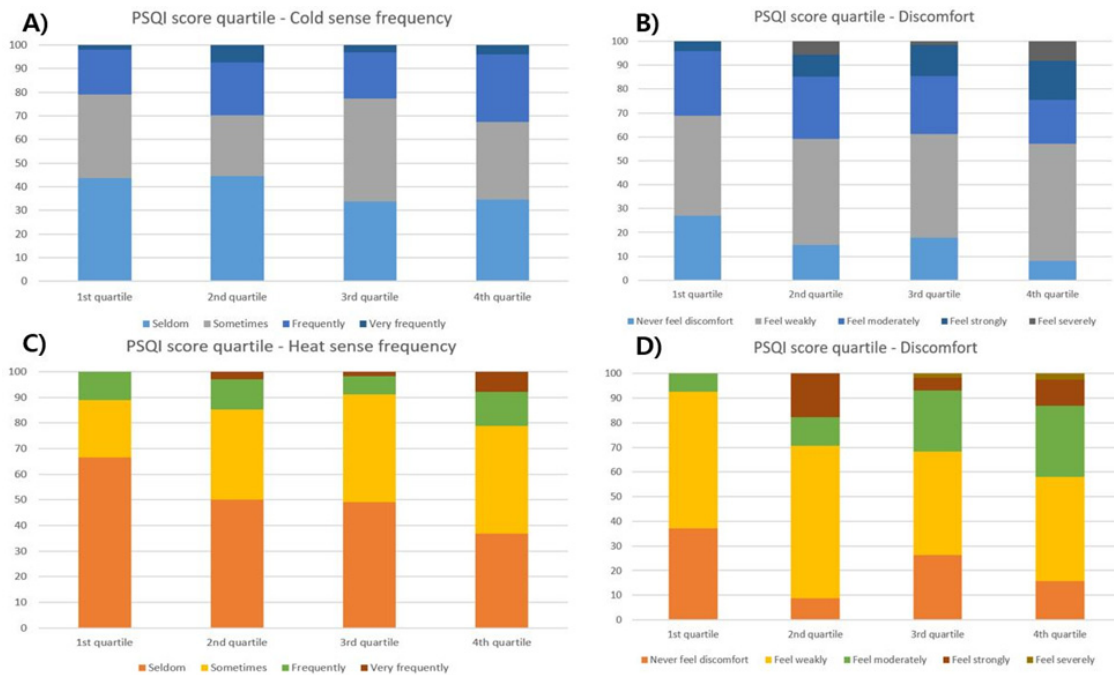 A)
PSQI score quartile - Cold sense frequency
100
90
80
70
60
50
40
30
20
10
0
1st quartile 2nd quartile 3rd quartile 4th quartile
Seldom Sometimes Frequently Very frequently
B)
PSQI score quartile - Discomfort
100
90
80
70
60
50
40
30
20
10
0
1st quartile 2nd quartile 3rd quartile 4th quartile
Never feel discomfort Feel weakly Feel moderately Feel strongly Feel severely
C)
PSQI score quartile - Heat sense frequency
100
90
80
70
60
50
40
30
20
10
0
1st quartile 2nd quartile 3rd quartile 4th quartile
Seldom Sometimes Frequently Very frequently
D)
PSQI score quartile - Discomfort
100
90
80
70
60
50
40
30
20
10
0
1st quartile 2nd quartile 3rd quartile 4th quartile
Never feel discomfort Feel weakly Feel moderately Feel strongly Feel severely